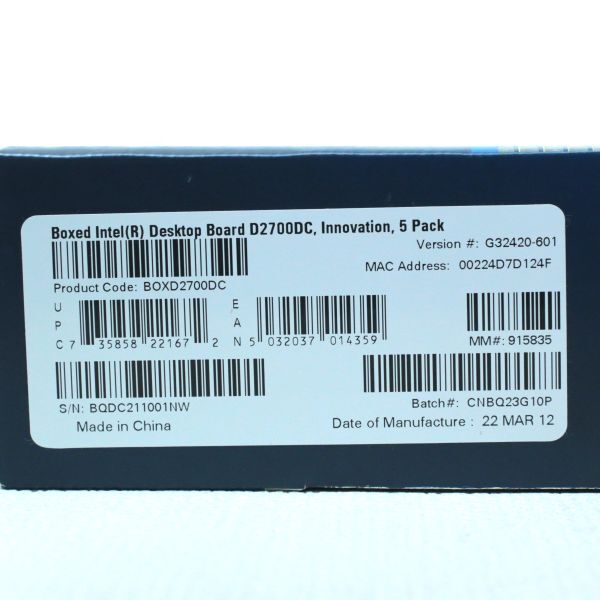 Boxed Intel(R) Desktop Board D2700DC, Innovation, 5 Pack
Version #: G32420-601
MAC Address: 00224D7D124F
Product Code: BOXD2700DC
UPC 7 35858 22167 2
EAN 5 032037 014359
MM#: 915835
S/N: BQDC211001NW
Batch#: CNBQ23G10P
Made in China
Date of Manufacture : 22 MAR 12